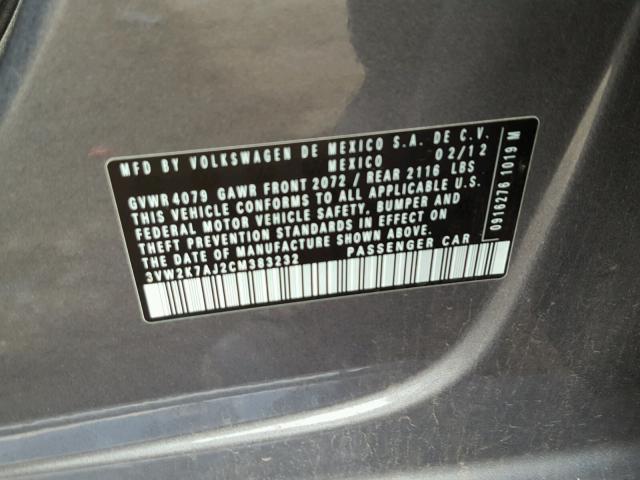 MFD BY VOLKSWAGEN DE MEXICO S.A. DE C.V.
MEXICO 02/12
GVWR4079 GAWR FRONT 2072 / REAR 2116 LBS
THIS VEHICLE CONFORMS TO ALL APPLICABLE U.S.
FEDERAL MOTOR VEHICLE SAFETY, BUMPER AND
THEFT PREVENTION STANDARDS IN EFFECT ON
THE DATE OF MANUFACTURE SHOWN ABOVE.
3VW2K7AJ2CM383232 PASSENGER CAR
0916276 1019 M